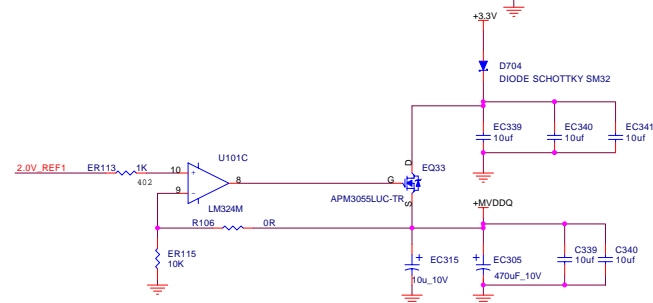 +3.3V
D704
DIODE SCHOTTKY SM32
EC339
10uf
EC340
10uf
EC341
10uf
U101C
D
EQ33
2.0V_REF1
ER113
1K
402
10
+
9
-
8
G
S
APM3055LUC-TR
LM324M
+MVDDQ
R106
0R
ER115
10K
+
EC315
10u_10V
+
EC305
470uF_10V
C339
10uf
C340
10uf